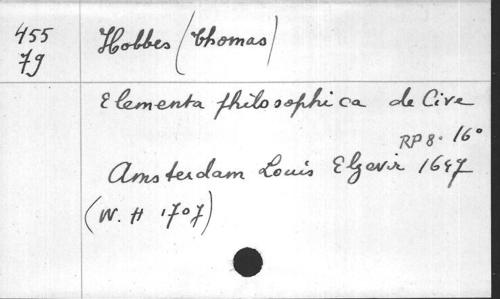 455 Hobbes (Thomas)
79
Elementa philosophica de Cive
RP 8° 16°
Amsterdam Louis Elzevir 1647
(W. H 1707)